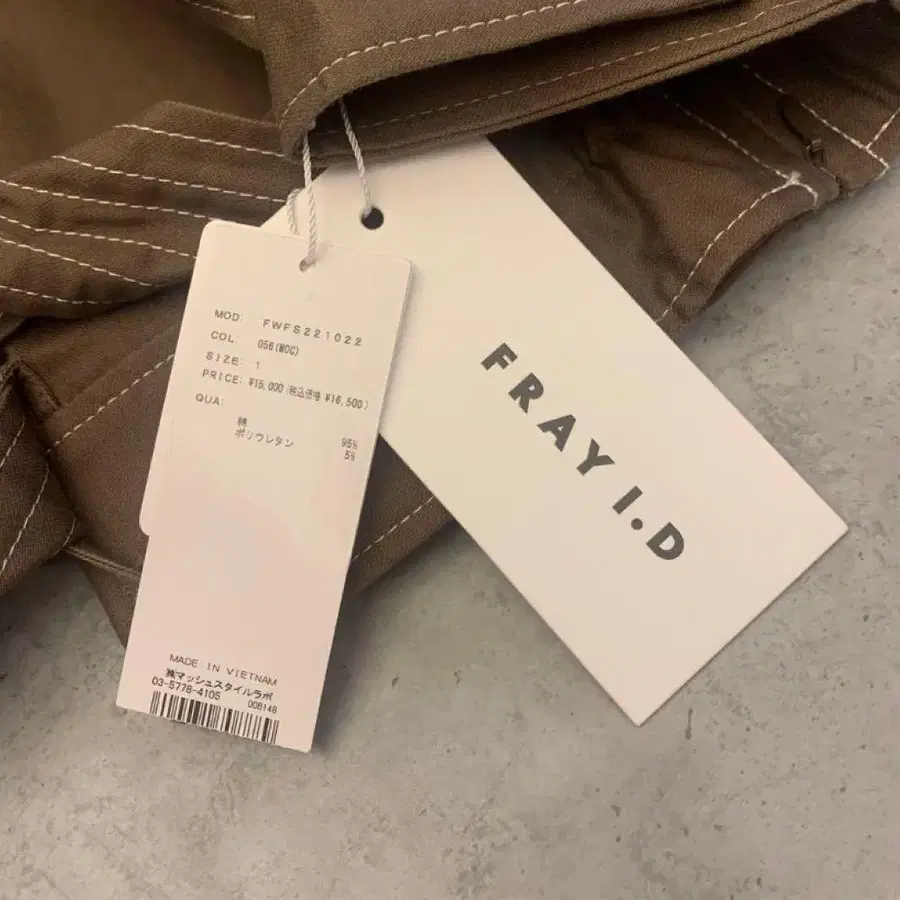 MOD: FWFS221022
COL: 056(MOC)
SIZE: 1
PRICE: ¥15,000(税込価格 ¥16,500)
QUA:
綿 95%
ポリウレタン 5%
MADE IN VIETNAM
㈱マッシュスタイルラボ
03-5778-4105
008148
FRAY I.D